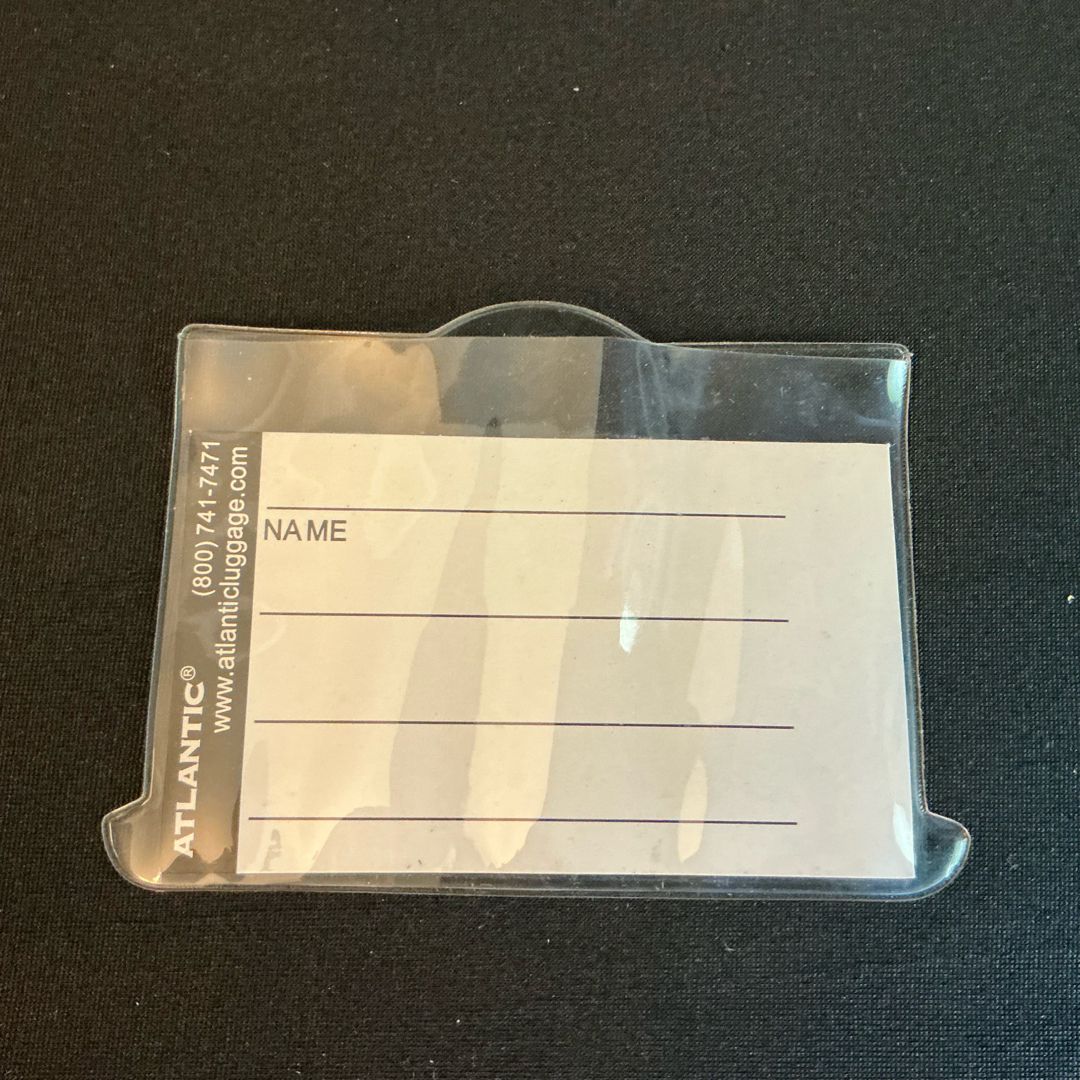 ATLANTIC®
(800) 741-7471
www.atlanticluggage.com
NAME